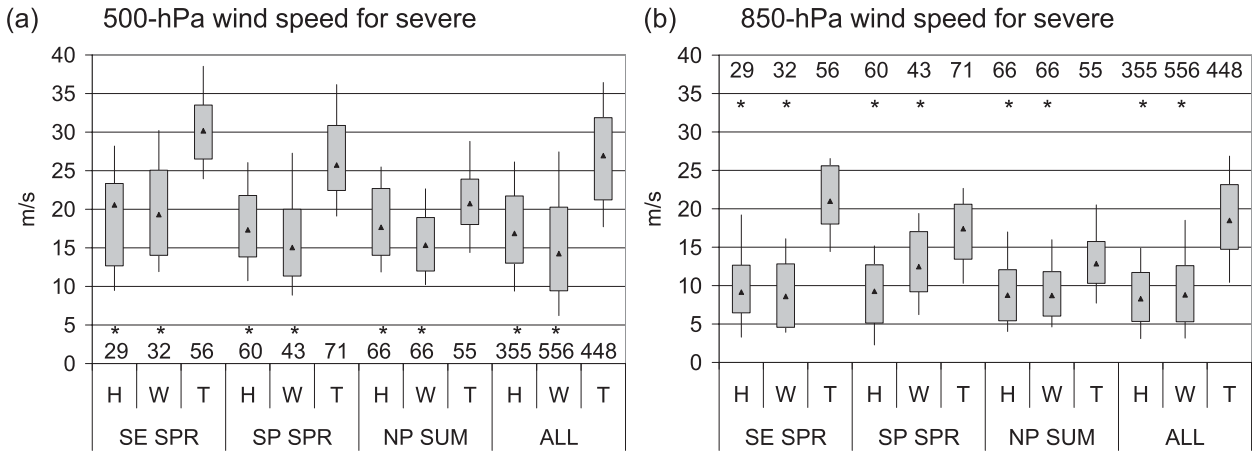 (a) 500-hPa wind speed for severe
40
35
30
25
20
15
10
5
0
m/s
* * * * * * * *
29 32 56 60 43 71 66 66 55 355 556 448
H W T H W T H W T H W T
SE SPR SP SPR NP SUM ALL
(b) 850-hPa wind speed for severe
40
35
30
25
20
15
10
5
0
m/s
29 32 56 60 43 71 66 66 55 355 556 448
* * * * * * * *
H W T H W T H W T H W T
SE SPR SP SPR NP SUM ALL